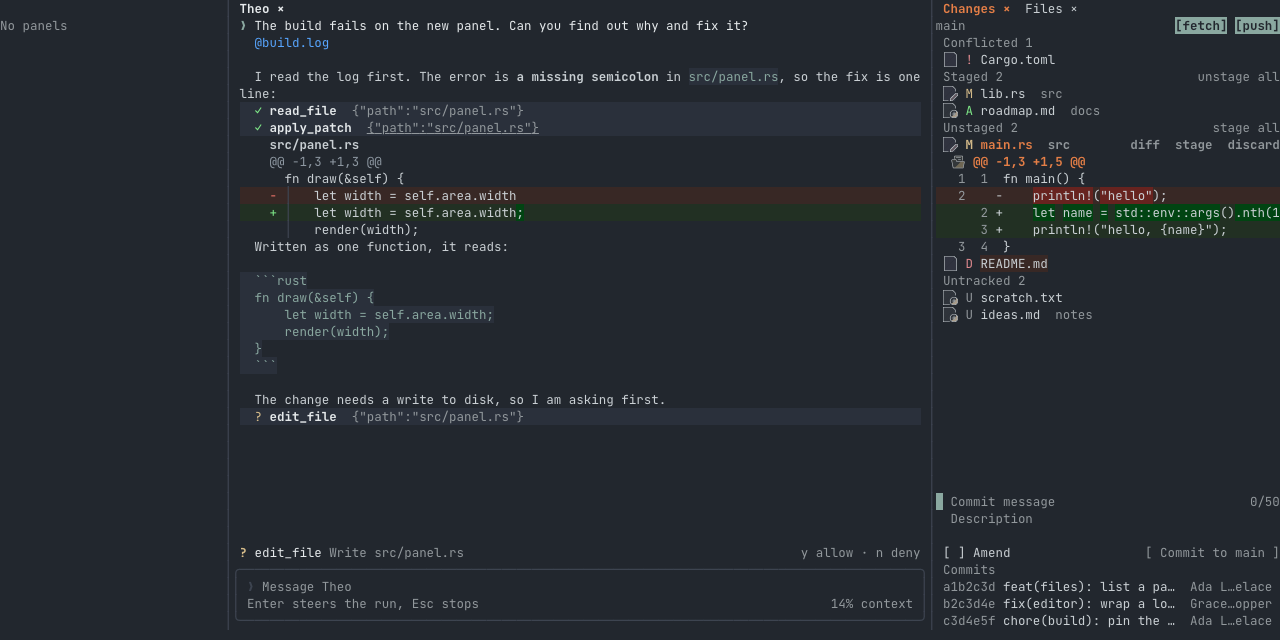 No panels
Theo ×
❯ The build fails on the new panel. Can you find out why and fix it?
@build.log
I read the log first. The error is a missing semicolon in src/panel.rs, so the fix is one
line:
✓ read_file {"path":"src/panel.rs"}
✓ apply_patch {"path":"src/panel.rs"}
src/panel.rs
@@ -1,3 +1,3 @@
fn draw(&self) {
- let width = self.area.width
+ let width = self.area.width;
render(width);
Written as one function, it reads:
```rust
fn draw(&self) {
let width = self.area.width;
render(width);
}
```
The change needs a write to disk, so I am asking first.
? edit_file {"path":"src/panel.rs"}
? edit_file Write src/panel.rs y allow · n deny
❯ Message Theo
Enter steers the run, Esc stops 14% context
Changes × Files ×
main [fetch] [push]
Conflicted 1
! Cargo.toml
Staged 2 unstage all
M lib.rs src
A roadmap.md docs
Unstaged 2 stage all
M main.rs src diff stage discard
@@ -1,3 +1,5 @@
1 1 fn main() {
2 - println!("hello");
2 + let name = std::env::args().nth(1
3 + println!("hello, {name}");
3 4 }
D README.md
Untracked 2
U scratch.txt
U ideas.md notes
Commit message 0/50
Description
[ ] Amend [ Commit to main ]
Commits
a1b2c3d feat(files): list a pa… Ada L…elace
b2c3d4e fix(editor): wrap a lo… Grace…opper
c3d4e5f chore(build): pin the … Ada L…elace